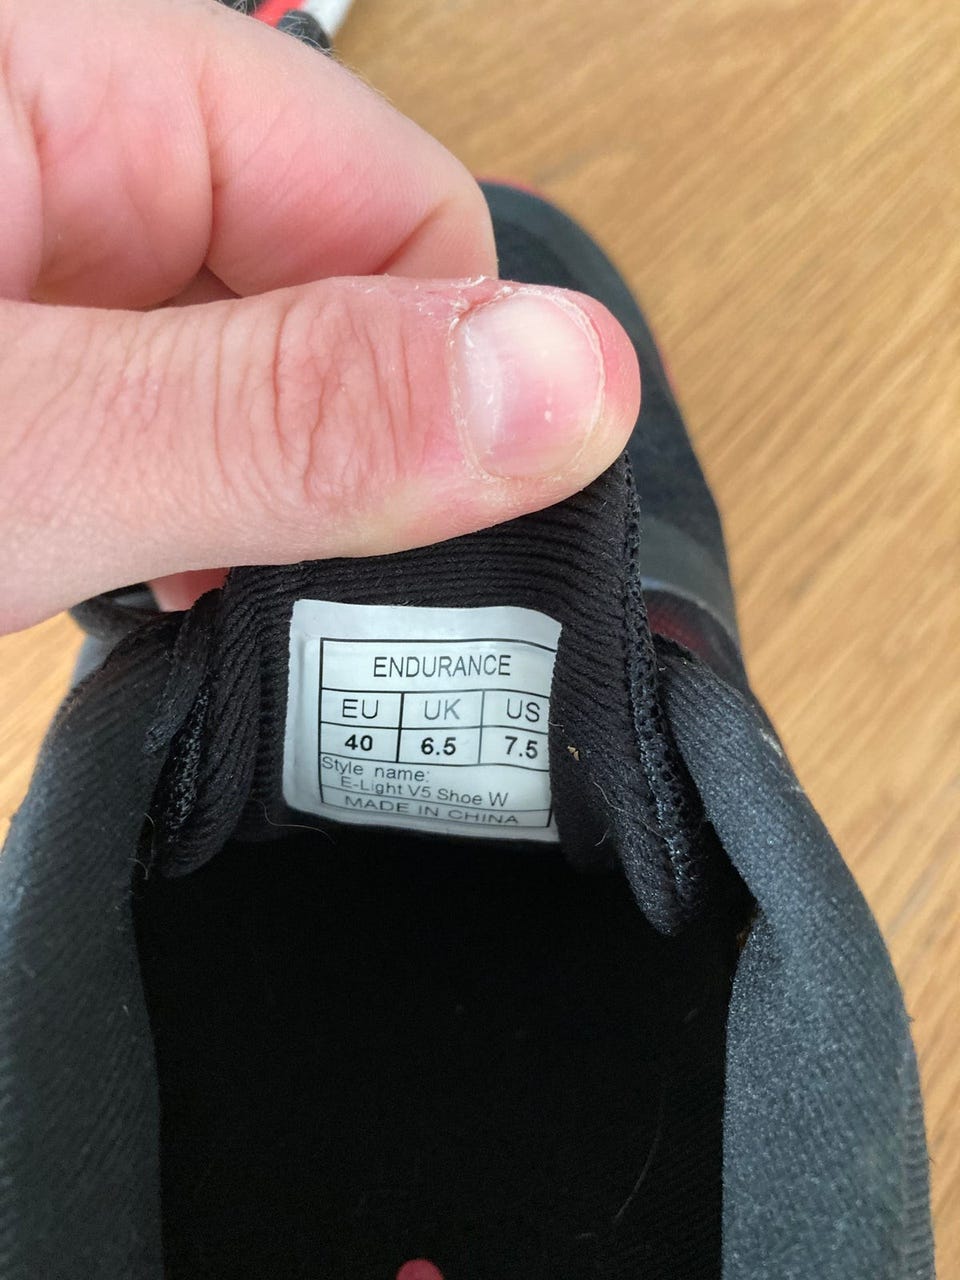 ENDURANCE
EU UK US
40 6.5 7.5
Style name:
E-Light V5 Shoe W
MADE IN CHINA